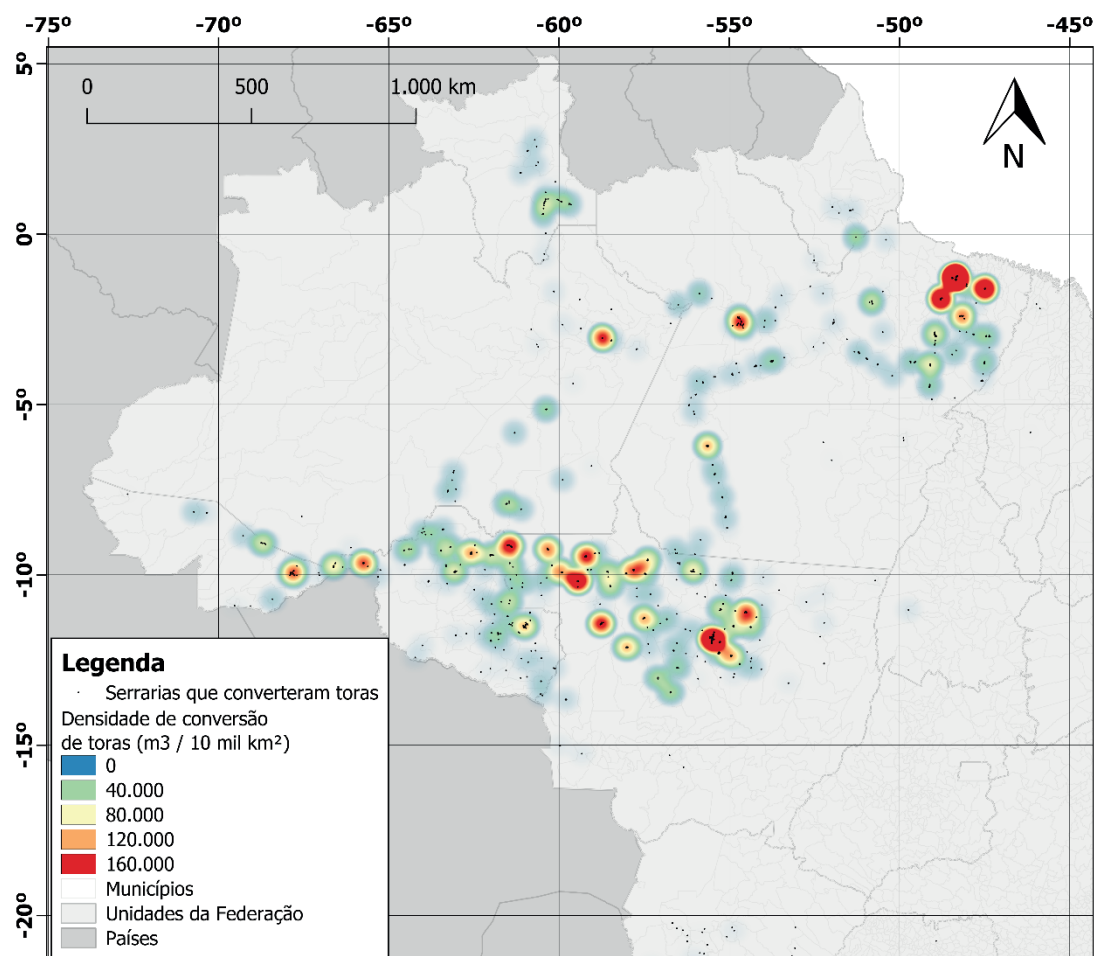 -75º -70º -65º -60º -55º -50º -45º
0 500 1.000 km
N
5º
0º
-5º
-10º
-15º
-20º
Legenda
Serrarias que converteram toras
Densidade de conversão
de toras (m3 / 10 mil km²)
0
40.000
80.000
120.000
160.000
Municípios
Unidades da Federação
Países